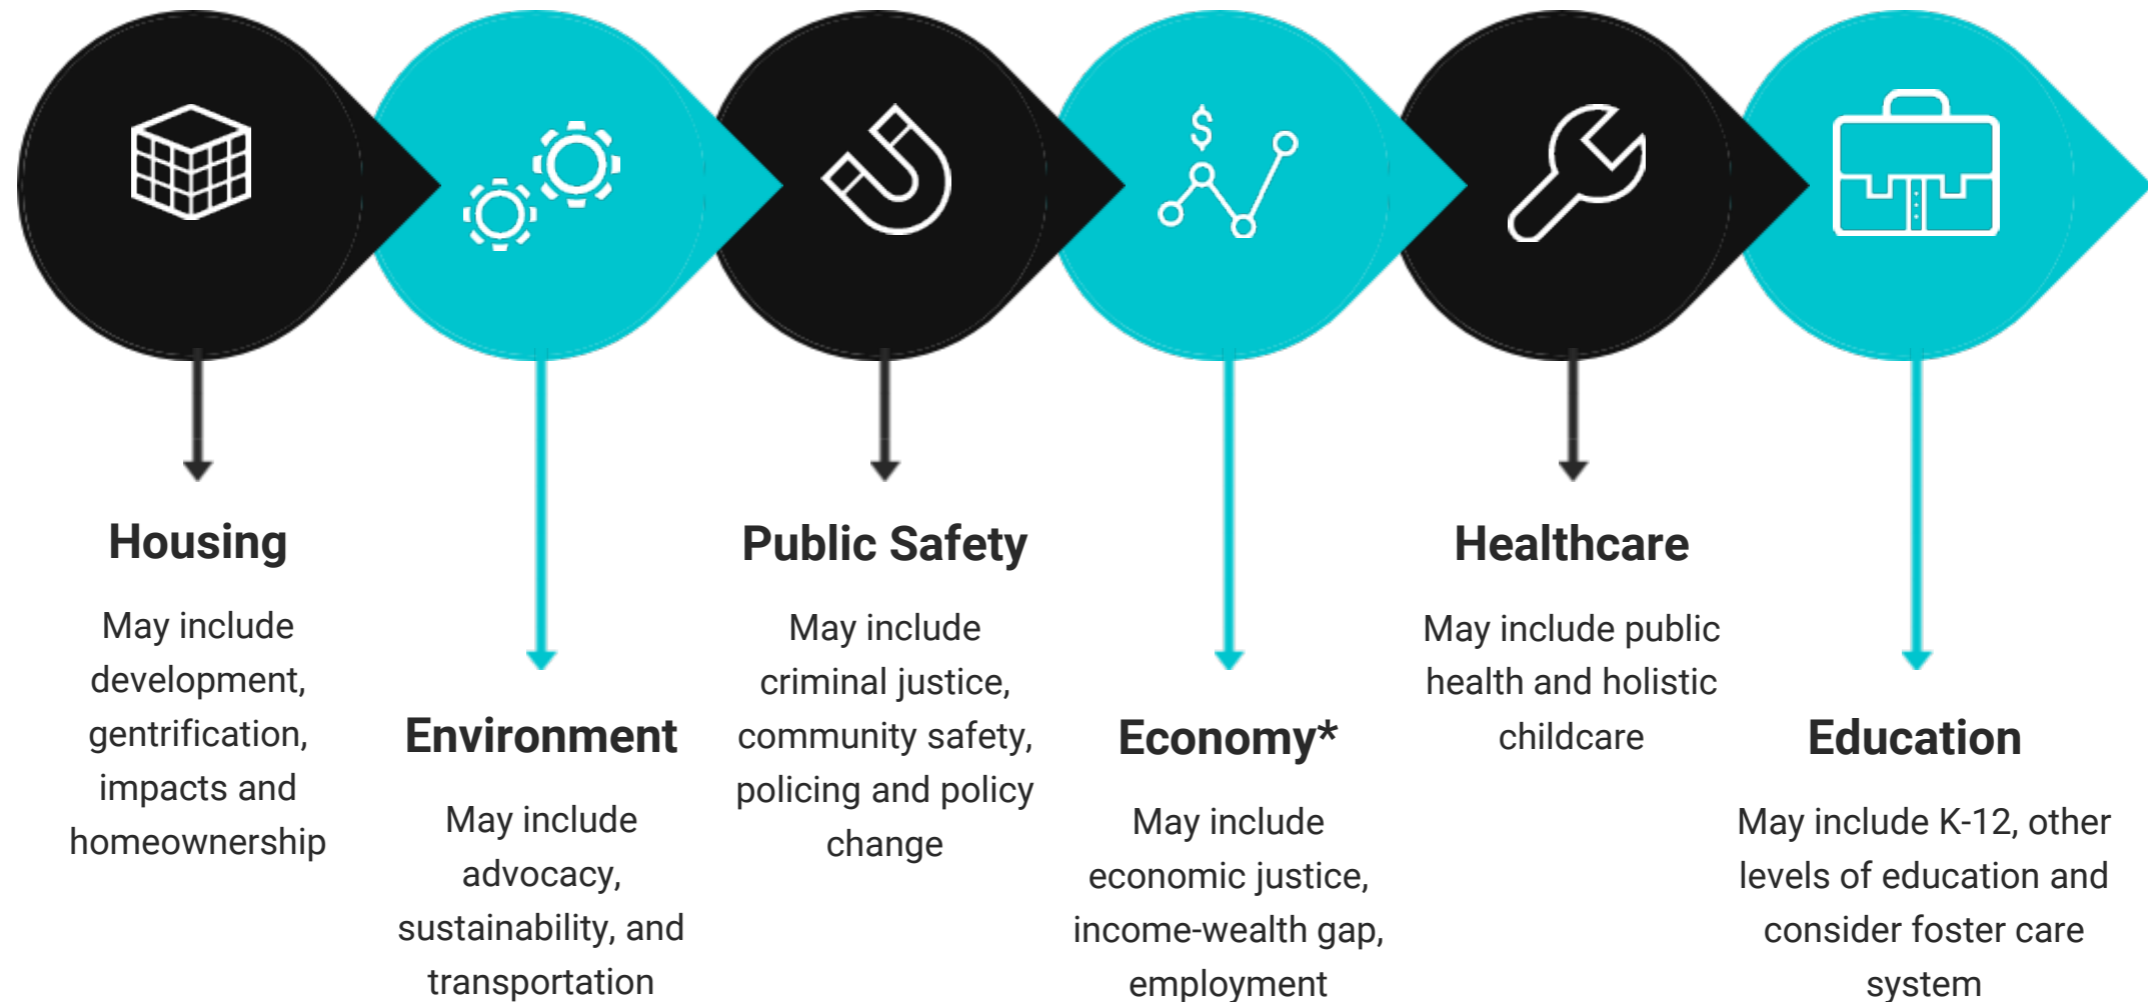 $
Housing
May include
development,
gentrification,
impacts and
homeownership
Environment
May include
advocacy,
sustainability, and
transportation
Public Safety
May include
criminal justice,
community safety,
policing and policy
change
Economy*
May include
economic justice,
income-wealth gap,
employment
Healthcare
May include public
health and holistic
childcare
Education
May include K-12, other
levels of education and
consider foster care
system